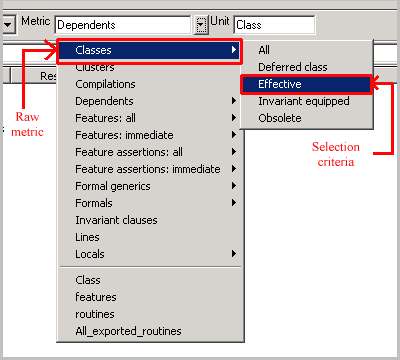 Metric Dependents Unit Class
Classes
All
Clusters
Deferred class
Res
Compilations
Effective
Dependents
Invariant equipped
Raw
metric
Features: all
Obsolete
Features: immediate
Feature assertions: all
Selection
criteria
Feature assertions: immediate
Formal generics
Formals
Invariant clauses
Lines
Locals
Class
features
routines
All_exported_routines